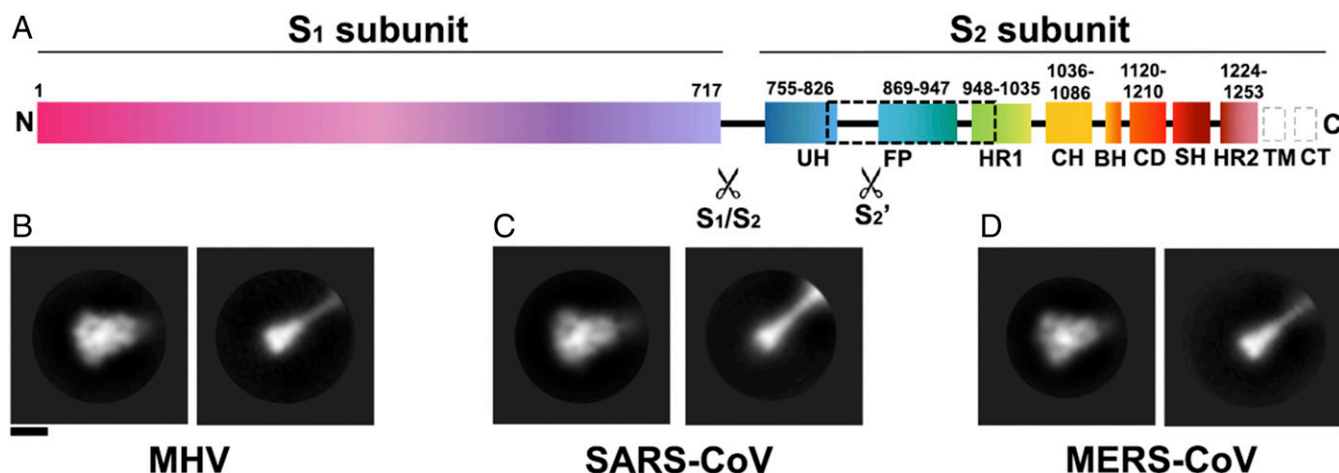 A
S1 subunit
S2 subunit
1
717
755-826
869-947
948-1035
1036-
1086
1120-
1210
1224-
1253
N
C
UH
FP
HR1
CH
BH
CD
SH
HR2
TM
CT
S1/S2
S2’
B
C
D
MHV
SARS-CoV
MERS-CoV